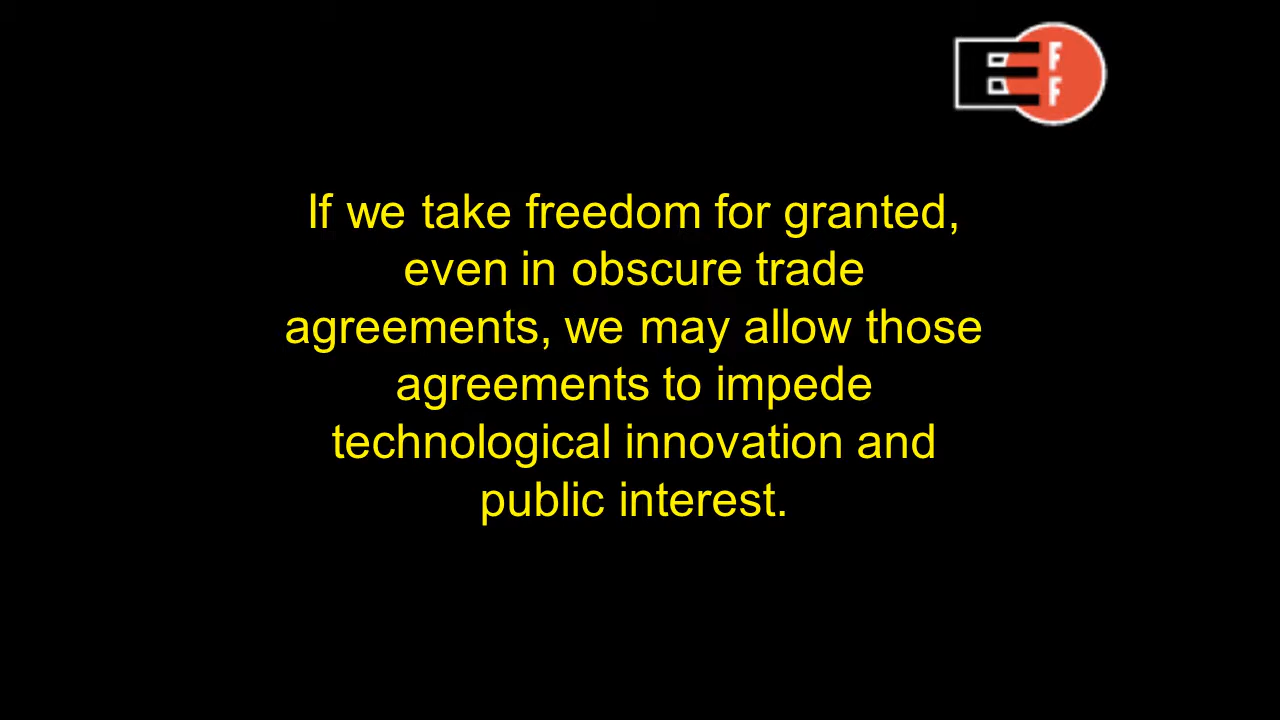 EFF
If we take freedom for granted,
even in obscure trade
agreements, we may allow those
agreements to impede
technological innovation and
public interest.